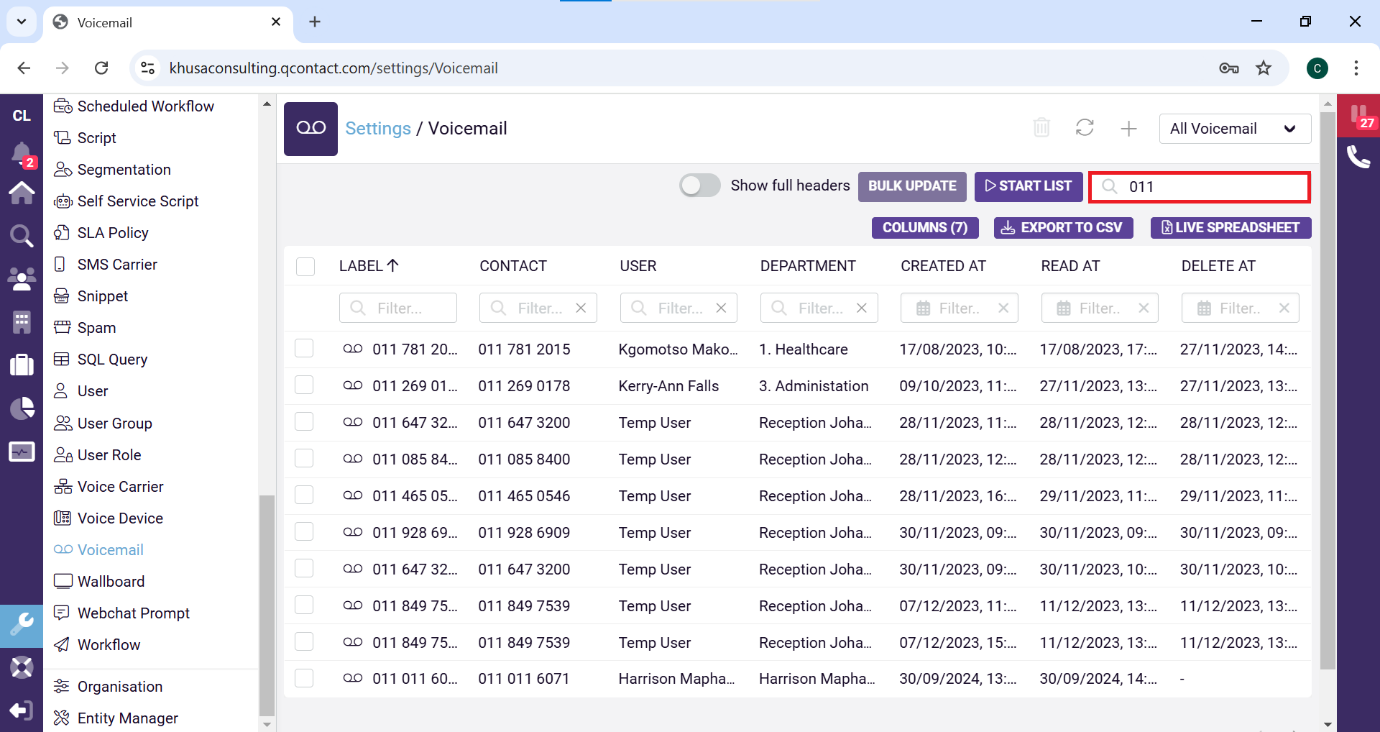 Voicemail
khusaconsulting.qcontact.com/settings/Voicemail
C
CL
2
27
Scheduled Workflow
Script
Segmentation
Self Service Script
SLA Policy
SMS Carrier
Snippet
Spam
SQL Query
User
User Group
User Role
Voice Carrier
Voice Device
Voicemail
Wallboard
Webchat Prompt
Workflow
Organisation
Entity Manager
Settings / Voicemail
All Voicemail
Show full headers BULK UPDATE START LIST 011
COLUMNS (7) EXPORT TO CSV LIVE SPREADSHEET
LABEL CONTACT USER DEPARTMENT CREATED AT READ AT DELETE AT
Filter... Filter... Filter... Filter... Filter.. Filter.. Filter..
011 781 20... 011 781 2015 Kgomotso Mako... 1. Healthcare 17/08/2023, 10:... 17/08/2023, 17:... 27/11/2023, 14:...
011 269 01... 011 269 0178 Kerry-Ann Falls 3. Administation 09/10/2023, 11:... 27/11/2023, 13:... 27/11/2023, 13:...
011 647 32... 011 647 3200 Temp User Reception Joha... 28/11/2023, 11:... 28/11/2023, 12:... 28/11/2023, 12:...
011 085 84... 011 085 8400 Temp User Reception Joha... 28/11/2023, 12:... 28/11/2023, 12:... 28/11/2023, 12:...
011 465 05... 011 465 0546 Temp User Reception Joha... 28/11/2023, 16:... 29/11/2023, 11:... 29/11/2023, 11:...
011 928 69... 011 928 6909 Temp User Reception Joha... 30/11/2023, 09:... 30/11/2023, 09:... 30/11/2023, 09:...
011 647 32... 011 647 3200 Temp User Reception Joha... 30/11/2023, 09:... 30/11/2023, 10:... 30/11/2023, 10:...
011 849 75... 011 849 7539 Temp User Reception Joha... 07/12/2023, 11:... 11/12/2023, 13:... 11/12/2023, 13:...
011 849 75... 011 849 7539 Temp User Reception Joha... 07/12/2023, 15:... 11/12/2023, 13:... 11/12/2023, 13:...
011 011 60... 011 011 6071 Harrison Mapha... Harrison Mapha... 30/09/2024, 13:... 30/09/2024, 14:... -